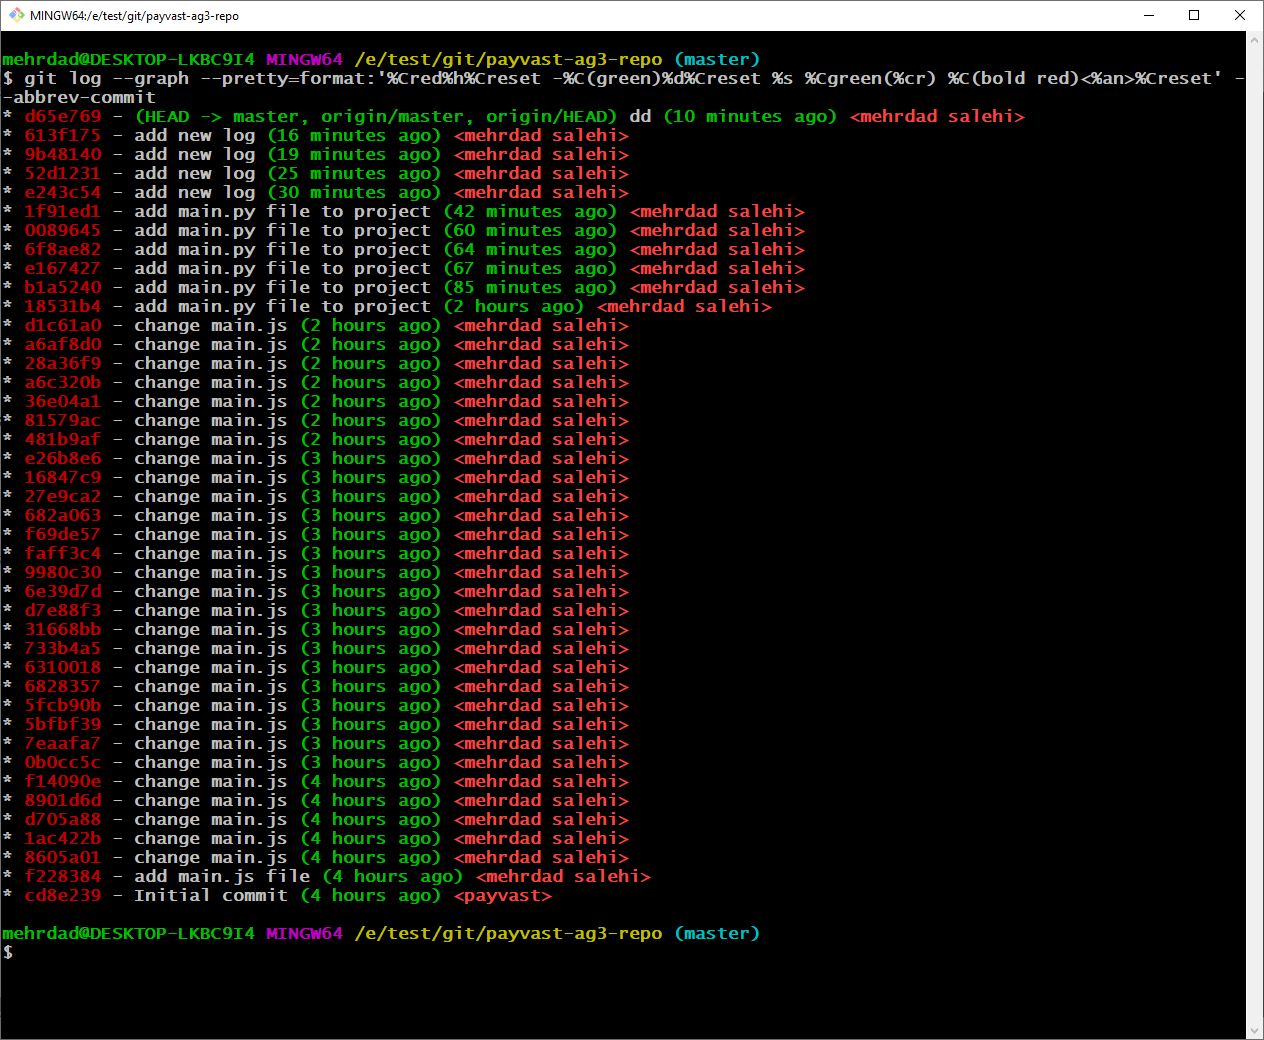 MINGW64:/e/test/git/payvast-ag3-repo
mehrdad@DESKTOP-LKBC9I4 MINGW64 /e/test/git/payvast-ag3-repo (master)
$ git log --graph --pretty=format:'%Cred%h%Creset -%C(green)%d%Creset %s %Cgreen(%cr) %C(bold red)<%an>%Creset' -
-abbrev-commit
* d65e769 - (HEAD -> master, origin/master, origin/HEAD) dd (10 minutes ago) <mehrdad salehi>
* 613f175 - add new log (16 minutes ago) <mehrdad salehi>
* 9b48140 - add new log (19 minutes ago) <mehrdad salehi>
* 52d1231 - add new log (25 minutes ago) <mehrdad salehi>
* e243c54 - add new log (30 minutes ago) <mehrdad salehi>
* 1f91ed1 - add main.py file to project (42 minutes ago) <mehrdad salehi>
* 0089645 - add main.py file to project (60 minutes ago) <mehrdad salehi>
* 6f8ae82 - add main.py file to project (64 minutes ago) <mehrdad salehi>
* e167427 - add main.py file to project (67 minutes ago) <mehrdad salehi>
* b1a5240 - add main.py file to project (85 minutes ago) <mehrdad salehi>
* 18531b4 - add main.py file to project (2 hours ago) <mehrdad salehi>
* d1c61a0 - change main.js (2 hours ago) <mehrdad salehi>
* a6af8d0 - change main.js (2 hours ago) <mehrdad salehi>
* 28a36f9 - change main.js (2 hours ago) <mehrdad salehi>
* a6c320b - change main.js (2 hours ago) <mehrdad salehi>
* 36e04a1 - change main.js (2 hours ago) <mehrdad salehi>
* 81579ac - change main.js (2 hours ago) <mehrdad salehi>
* 481b9af - change main.js (2 hours ago) <mehrdad salehi>
* e26b8e6 - change main.js (3 hours ago) <mehrdad salehi>
* 16847c9 - change main.js (3 hours ago) <mehrdad salehi>
* 27e9ca2 - change main.js (3 hours ago) <mehrdad salehi>
* 682a063 - change main.js (3 hours ago) <mehrdad salehi>
* f69de57 - change main.js (3 hours ago) <mehrdad salehi>
* faff3c4 - change main.js (3 hours ago) <mehrdad salehi>
* 9980c30 - change main.js (3 hours ago) <mehrdad salehi>
* 6e39d7d - change main.js (3 hours ago) <mehrdad salehi>
* d7e88f3 - change main.js (3 hours ago) <mehrdad salehi>
* 31668bb - change main.js (3 hours ago) <mehrdad salehi>
* 733b4a5 - change main.js (3 hours ago) <mehrdad salehi>
* 6310018 - change main.js (3 hours ago) <mehrdad salehi>
* 6828357 - change main.js (3 hours ago) <mehrdad salehi>
* 5fcb90b - change main.js (3 hours ago) <mehrdad salehi>
* 5bfbf39 - change main.js (3 hours ago) <mehrdad salehi>
* 7eaafa7 - change main.js (3 hours ago) <mehrdad salehi>
* 0b0cc5c - change main.js (3 hours ago) <mehrdad salehi>
* f14090e - change main.js (4 hours ago) <mehrdad salehi>
* 8901d6d - change main.js (4 hours ago) <mehrdad salehi>
* d705a88 - change main.js (4 hours ago) <mehrdad salehi>
* 1ac422b - change main.js (4 hours ago) <mehrdad salehi>
* 8605a01 - change main.js (4 hours ago) <mehrdad salehi>
* f228384 - add main.js file (4 hours ago) <mehrdad salehi>
* cd8e239 - Initial commit (4 hours ago) <payvast>
mehrdad@DESKTOP-LKBC9I4 MINGW64 /e/test/git/payvast-ag3-repo (master)
$